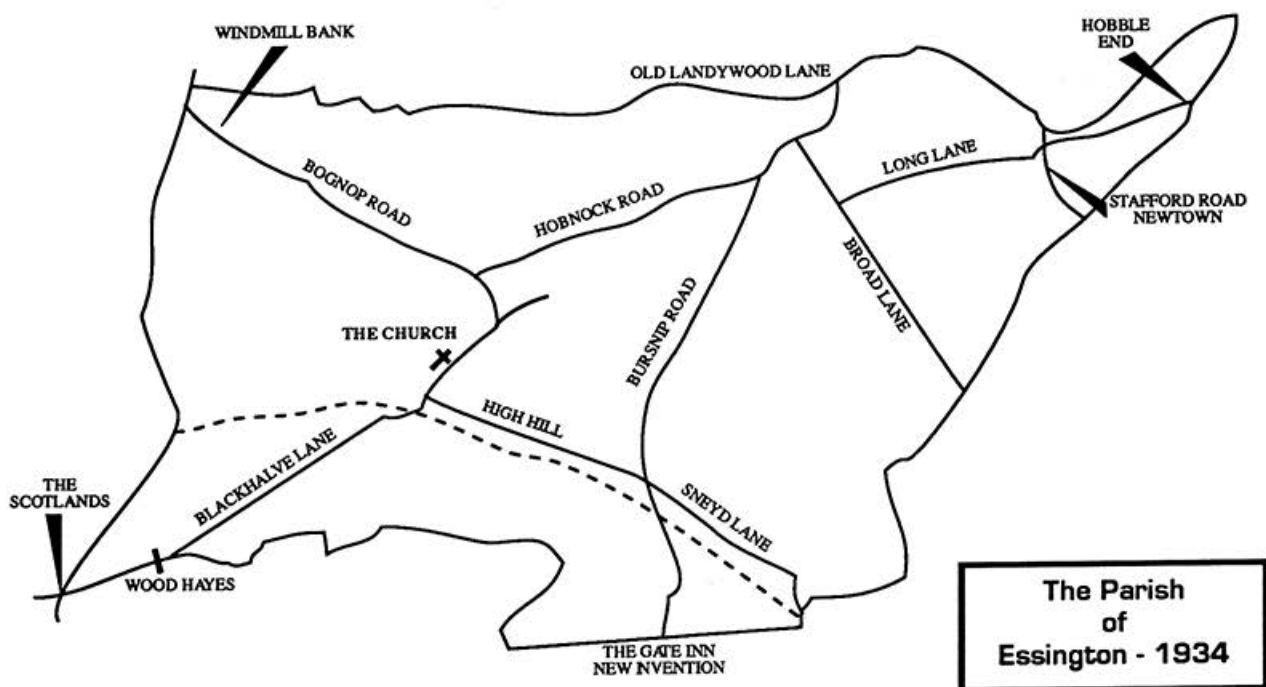 WINDMILL BANK
HOBBLE
END
OLD LANDYWOOD LANE
LONG LANE
BOGNOP ROAD
HOBNOCK ROAD
STAFFORD ROAD
NEWTOWN
BROAD LANE
BURSNIP ROAD
THE CHURCH
HIGH HILL
BLACKHALVE LANE
THE
SCOTLANDS
SNEYD LANE
WOOD HAYES
THE GATE INN
NEW INVENTION
The Parish
of
Essington - 1934